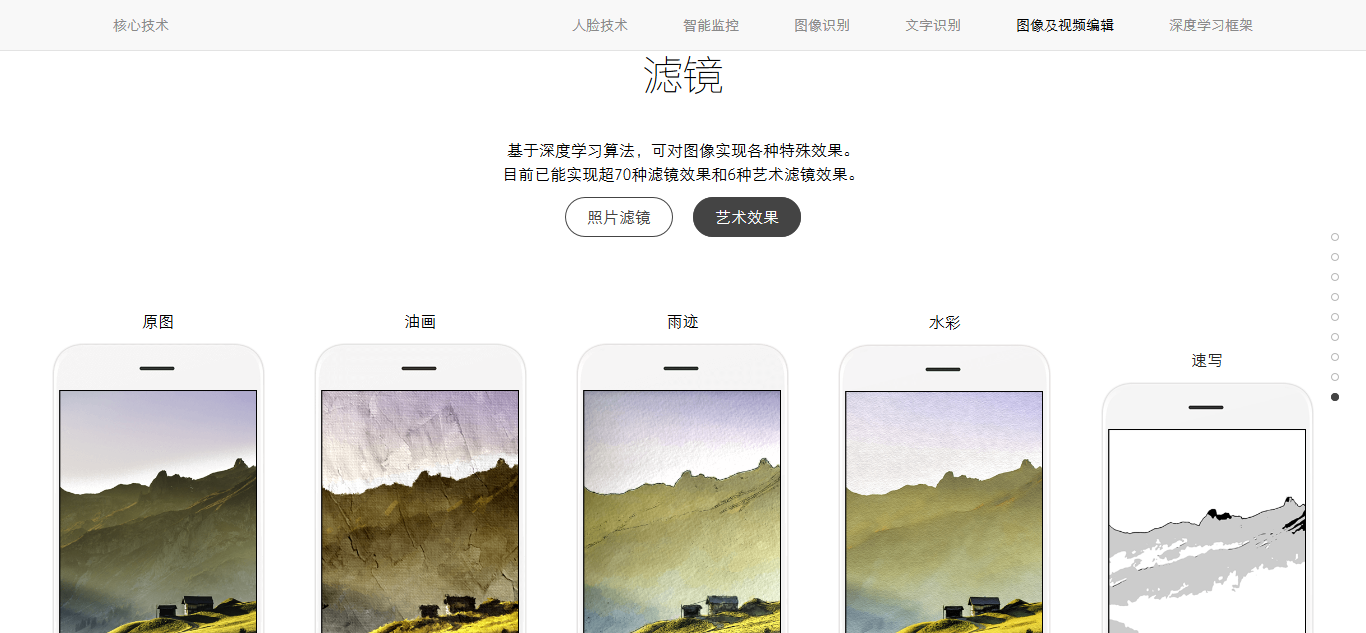 核心技术 人脸技术 智能监控 图像识别 文字识别 图像及视频编辑 深度学习框架
滤镜
基于深度学习算法，可对图像实现各种特殊效果。
目前已能实现超70种滤镜效果和6种艺术滤镜效果。
照片滤镜 艺术效果
原图 油画 雨迹 水彩 速写